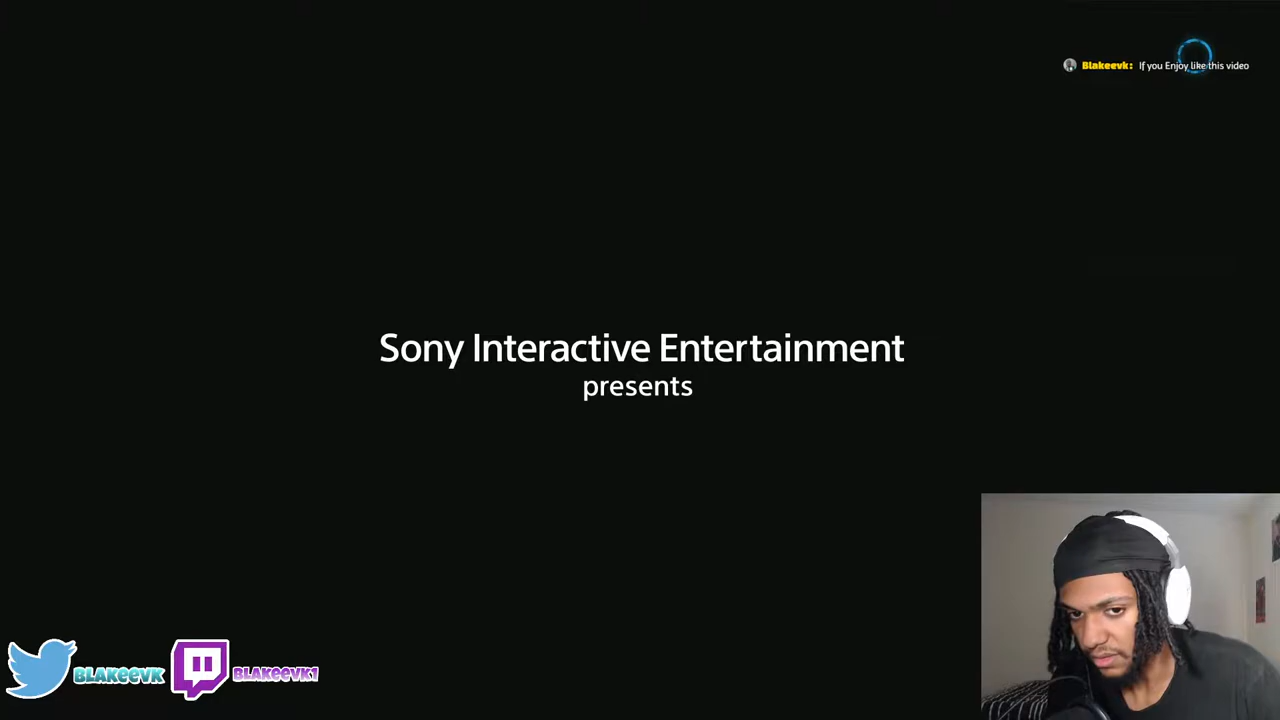 Blakeevk: If you Enjoy like this video
Sony Interactive Entertainment
presents
BLAKEEVK
BLAKEEVK1